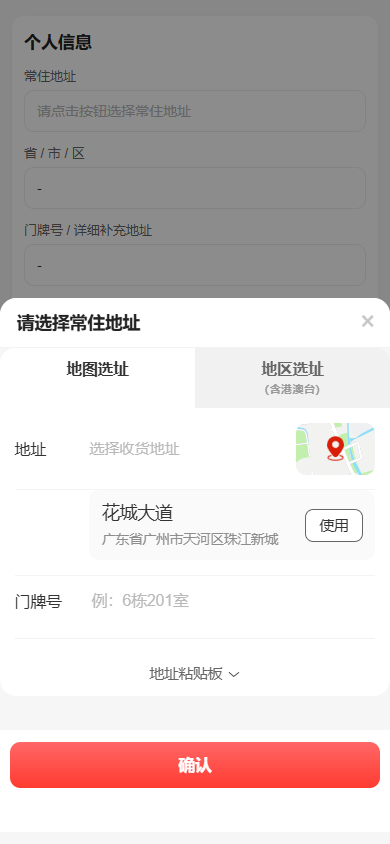 个人信息
常住地址
请点击按钮选择常住地址
省 / 市 / 区
-
门牌号 / 详细补充地址
-
请选择常住地址
×
地图选址
地区选址
(含港澳台)
地址
选择收货地址
花城大道
广东省广州市天河区珠江新城
使用
门牌号
例：6栋201室
地址粘贴板
确认